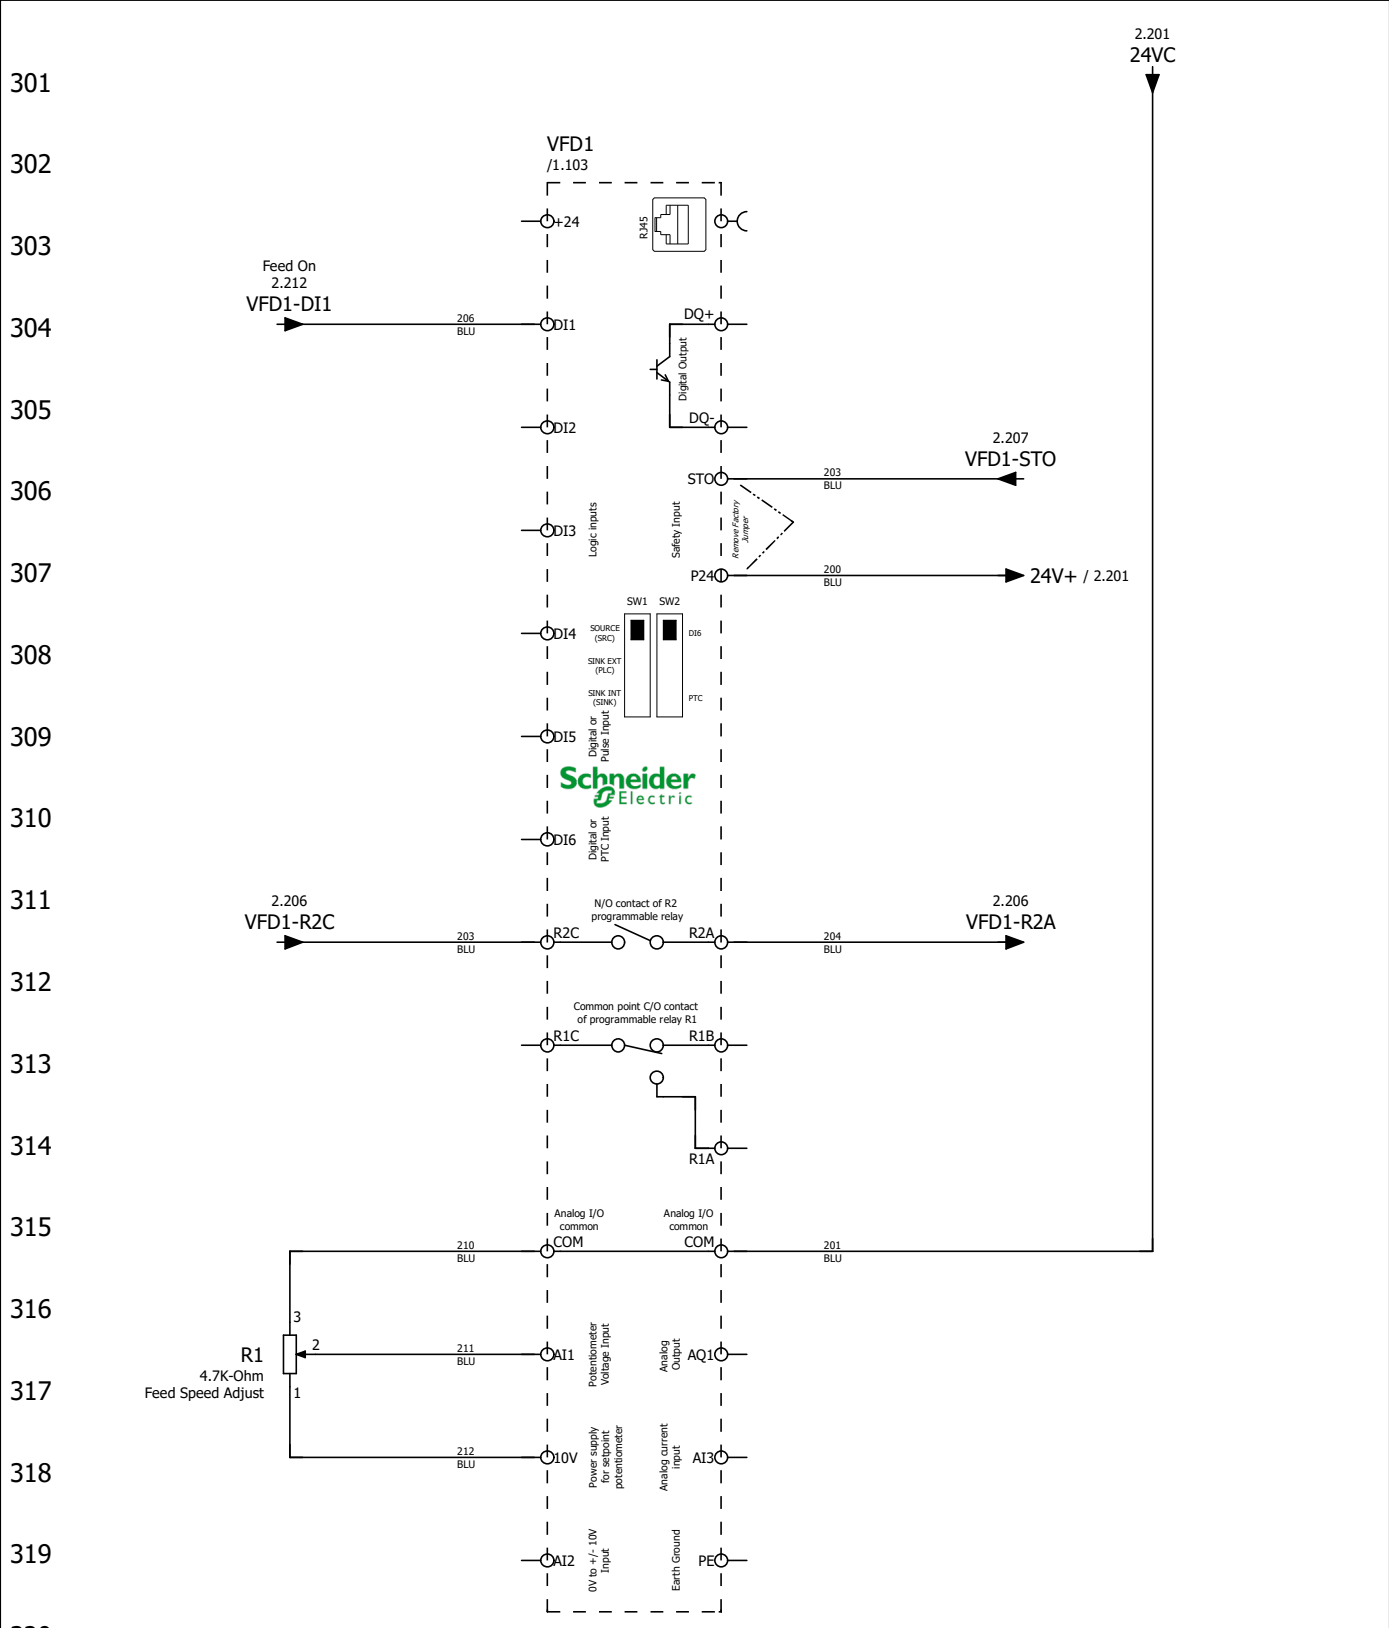 2.201
24VC
301
302
VFD1
/1.103
+24
RJ45
303
Feed On
2.212
VFD1-DI1
304
206
BLU
DI1
DQ+
Digital Output
305
DI2
DQ-
2.207
VFD1-STO
306
STO
203
BLU
DI3
Logic inputs
Safety Input
Remove Factory
Jumper
307
P24
200
BLU
24V+ / 2.201
SW1
SW2
308
DI4
SOURCE
(SRC)
DI6
SINK EXT
(PLC)
SINK INT
(SINK)
PTC
309
DI5
Digital or
Pulse Input
Schneider
Electric
310
DI6
Digital or
PTC Input
311
2.206
VFD1-R2C
N/O contact of R2
programmable relay
2.206
VFD1-R2A
203
BLU
R2C
R2A
204
BLU
312
Common point C/O contact
of programmable relay R1
R1C
R1B
313
314
R1A
315
Analog I/O
common
Analog I/O
common
210
BLU
COM
COM
201
BLU
316
3
R1
4.7K-Ohm
Feed Speed Adjust
2
211
BLU
AI1
Potentiometer
Voltage Input
Analog
Output
AQ1
317
1
318
212
BLU
10V
Power supply
for setpoint
potentiometer
Analog current
input
AI3
319
AI2
0V to +/- 10V
Input
Earth Ground
PE